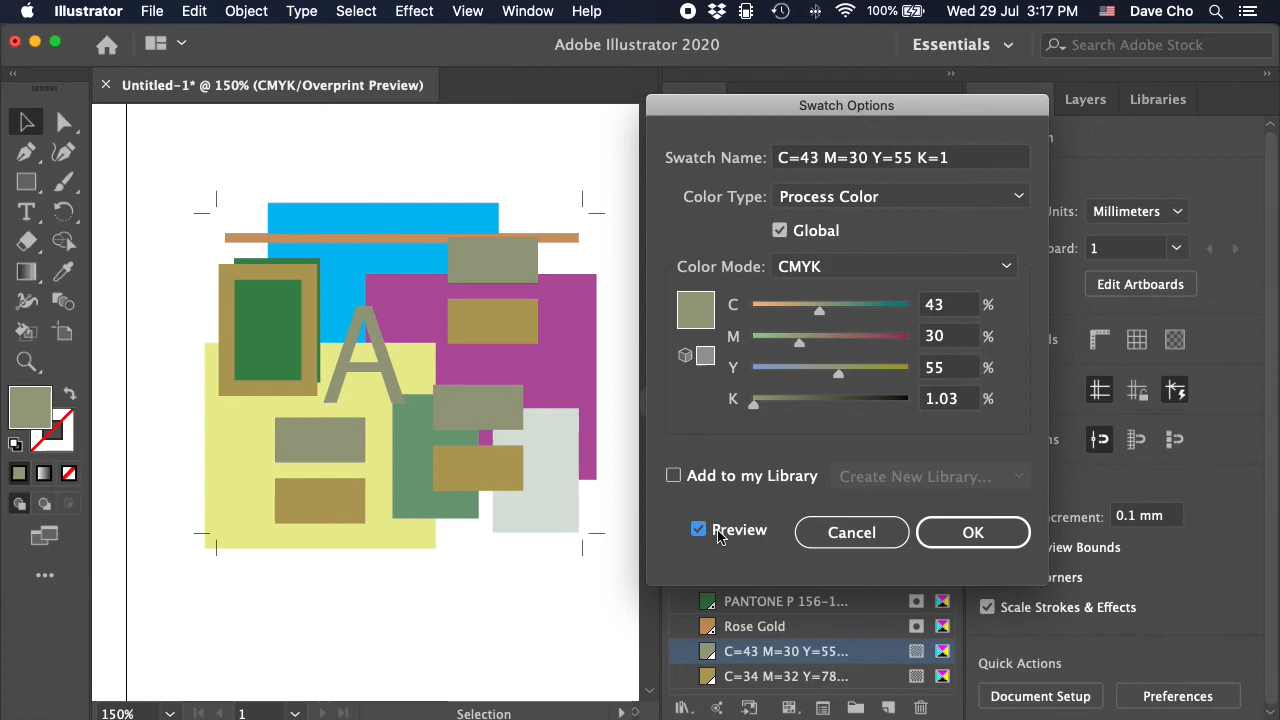 Illustrator File Edit Object Type Select Effect View Window Help 100% Wed 29 Jul 3:17 PM Dave Cho
Adobe Illustrator 2020 Essentials Search Adobe Stock
Untitled-1* @ 150% (CMYK/Overprint Preview)
Swatch Options
Layers Libraries
Swatch Name: C=43 M=30 Y=55 K=1
Color Type: Process Color
Global
Color Mode: CMYK
C 43 %
M 30 %
Y 55 %
K 1.03 %
Add to my Library Create New Library...
Preview Cancel OK
Units: Millimeters
1
Edit Artboards
0.1 mm
Scale Strokes & Effects
Quick Actions
Document Setup Preferences
A
PANTONE P 156-1...
Rose Gold
C=43 M=30 Y=55...
C=34 M=32 Y=78...
150% 1 Selection